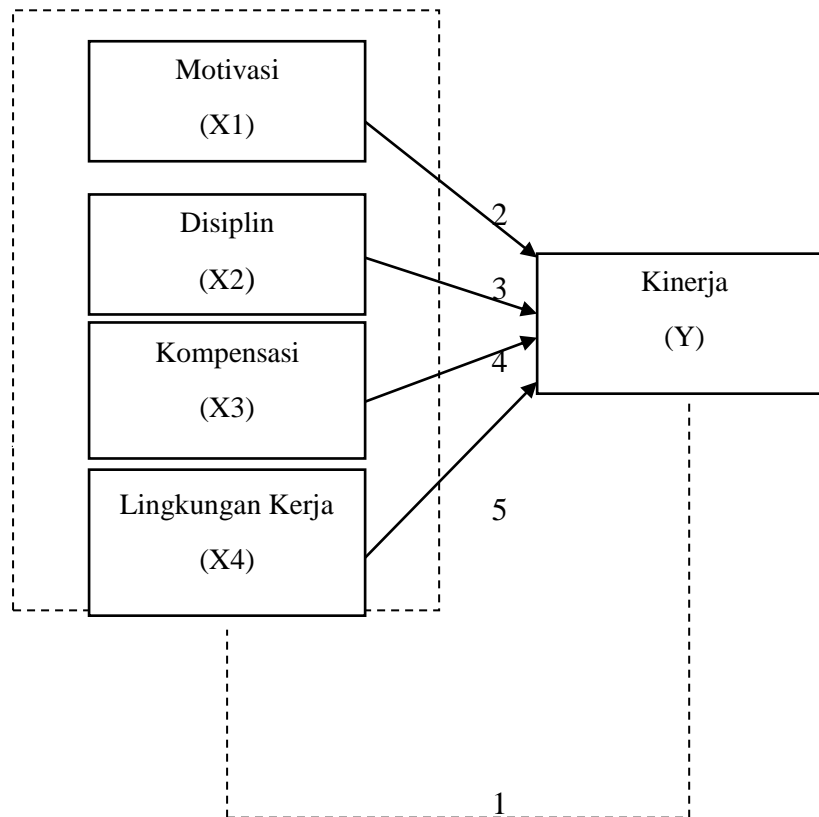 Motivasi
(X1)
2
Disiplin
(X2)
3
Kinerja
(Y)
Kompensasi
(X3)
4
Lingkungan Kerja
(X4)
5
1